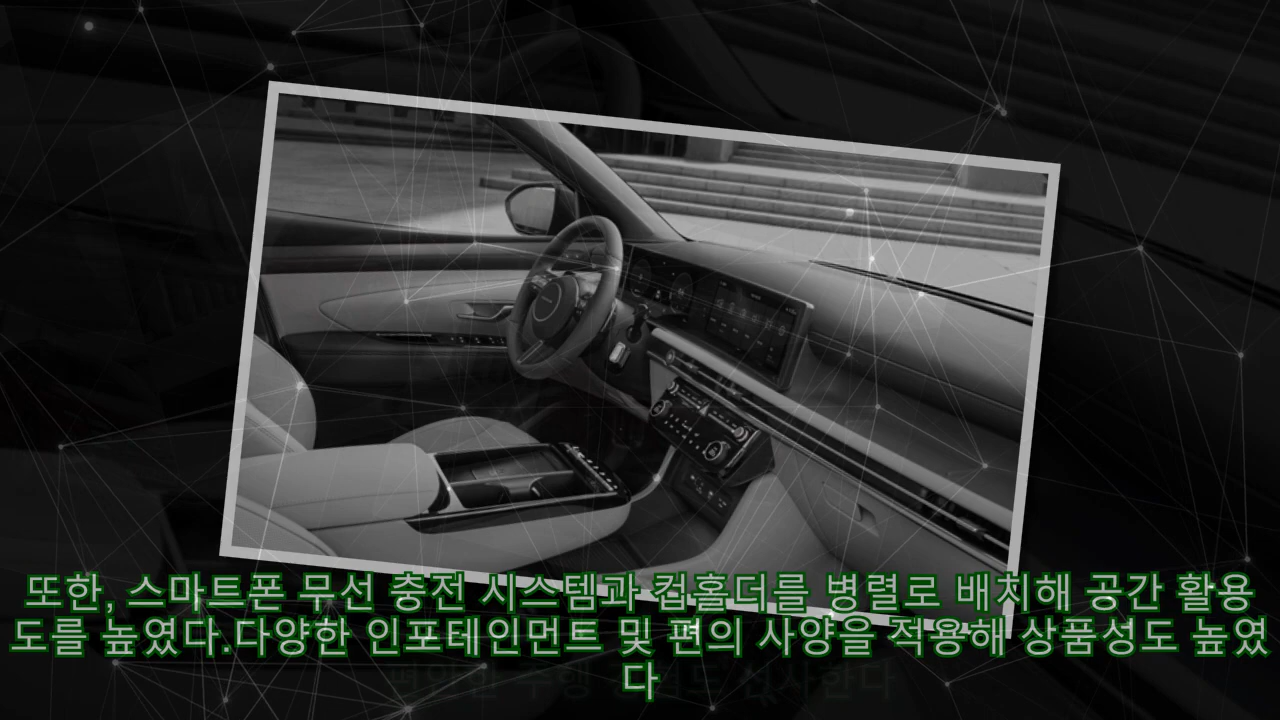 또한, 스마트폰 무선 충전 시스템과 컵홀더를 병렬로 배치해 공간 활용
도를 높였다.다양한 인포테인먼트 및 편의 사양을 적용해 상품성도 높였
다